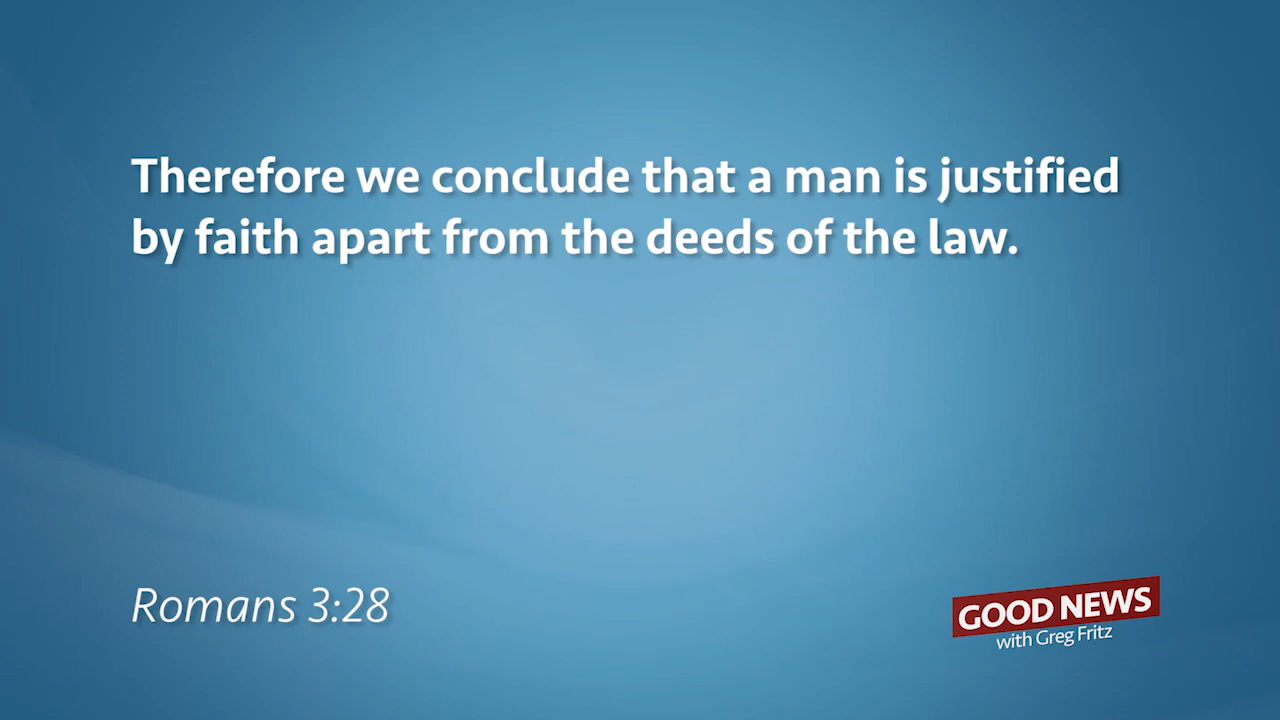 Therefore we conclude that a man is justified
by faith apart from the deeds of the law.
Romans 3:28
GOOD NEWS
with Greg Fritz